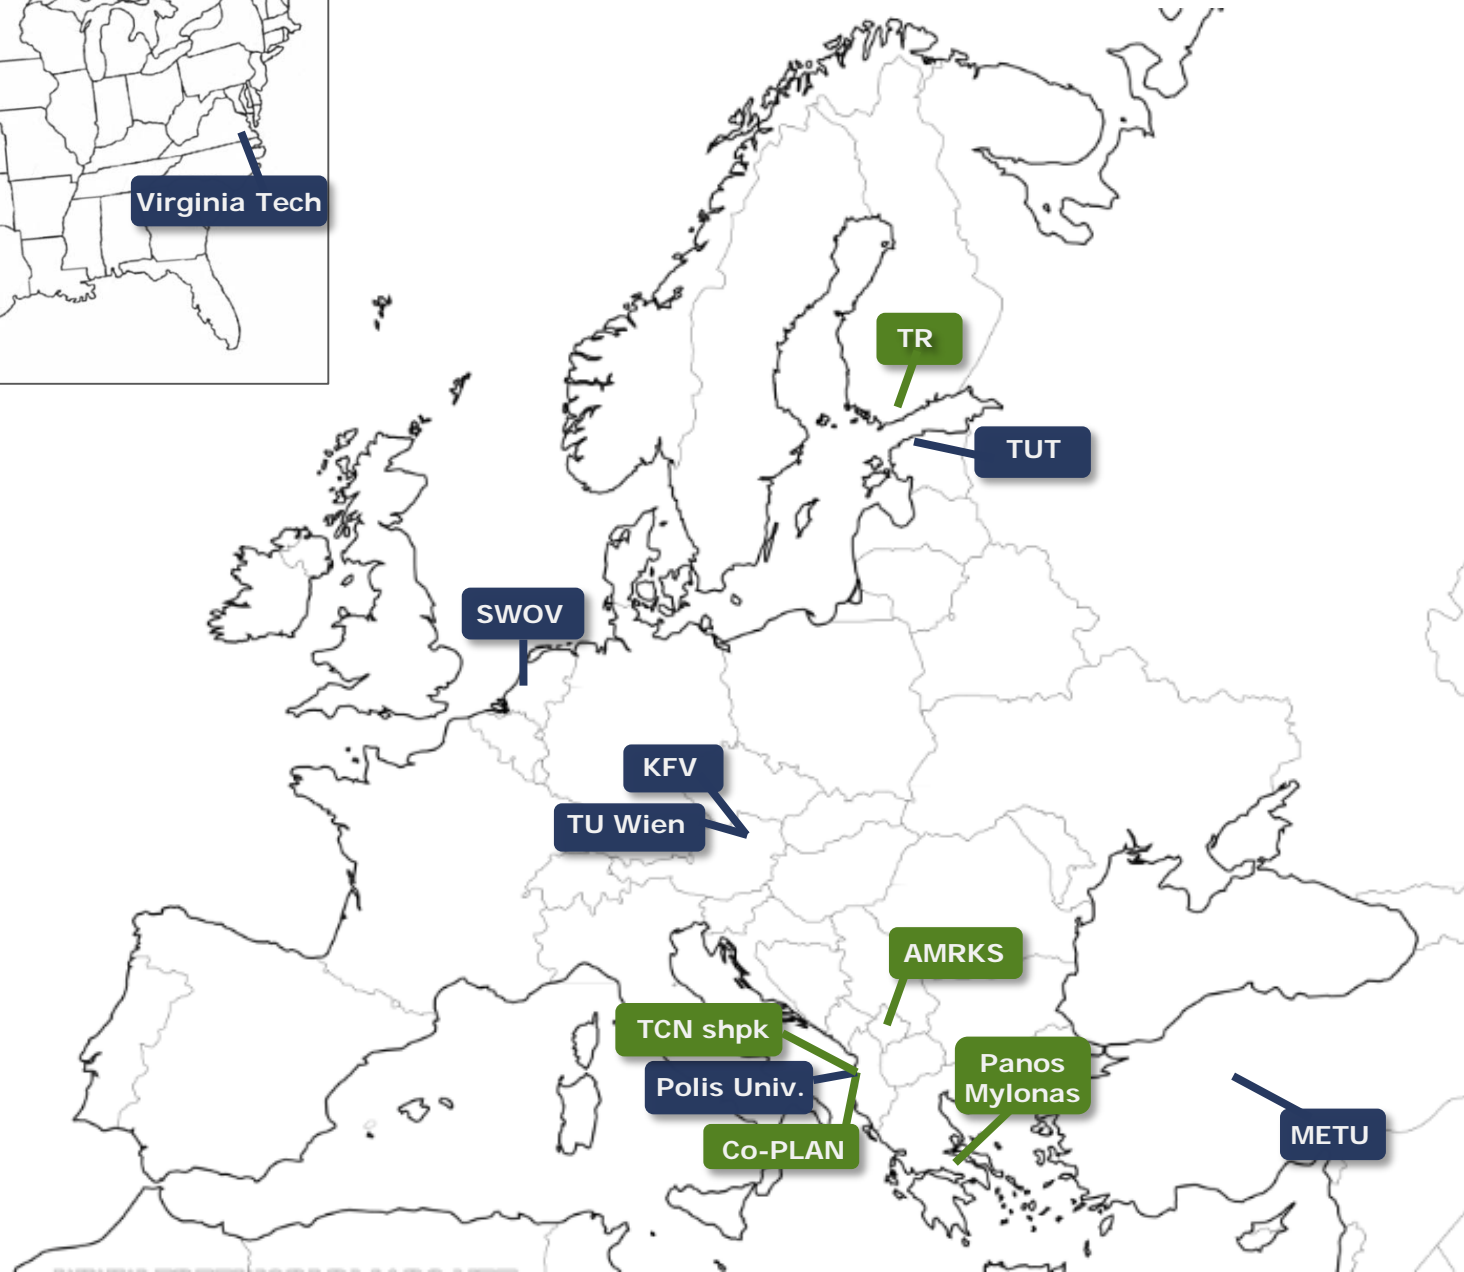 Virginia Tech
TR
TUT
SWOV
KFV
TU Wien
AMRKS
TCN shpk
Panos
Mylonas
Polis Univ.
METU
Co-PLAN